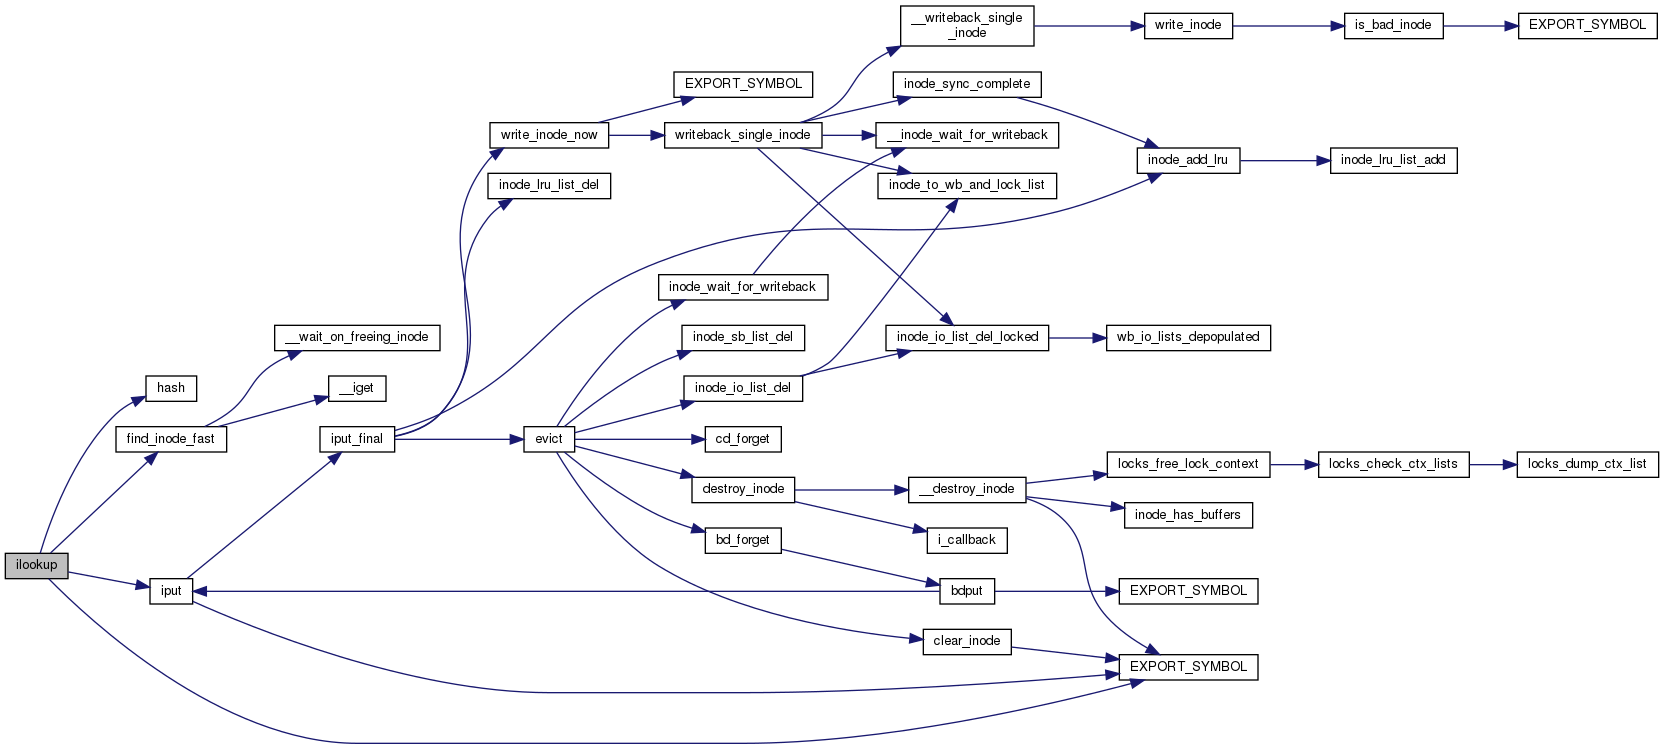 __writeback_single
_inode
write_inode
is_bad_inode
EXPORT_SYMBOL
EXPORT_SYMBOL
inode_sync_complete
write_inode_now
writeback_single_inode
__inode_wait_for_writeback
inode_add_lru
inode_lru_list_add
inode_lru_list_del
inode_to_wb_and_lock_list
inode_wait_for_writeback
__wait_on_freeing_inode
inode_sb_list_del
inode_io_list_del_locked
wb_io_lists_depopulated
hash
__iget
inode_io_list_del
find_inode_fast
iput_final
evict
cd_forget
locks_free_lock_context
locks_check_ctx_lists
locks_dump_ctx_list
destroy_inode
__destroy_inode
inode_has_buffers
bd_forget
i_callback
ilookup
iput
bdput
EXPORT_SYMBOL
clear_inode
EXPORT_SYMBOL